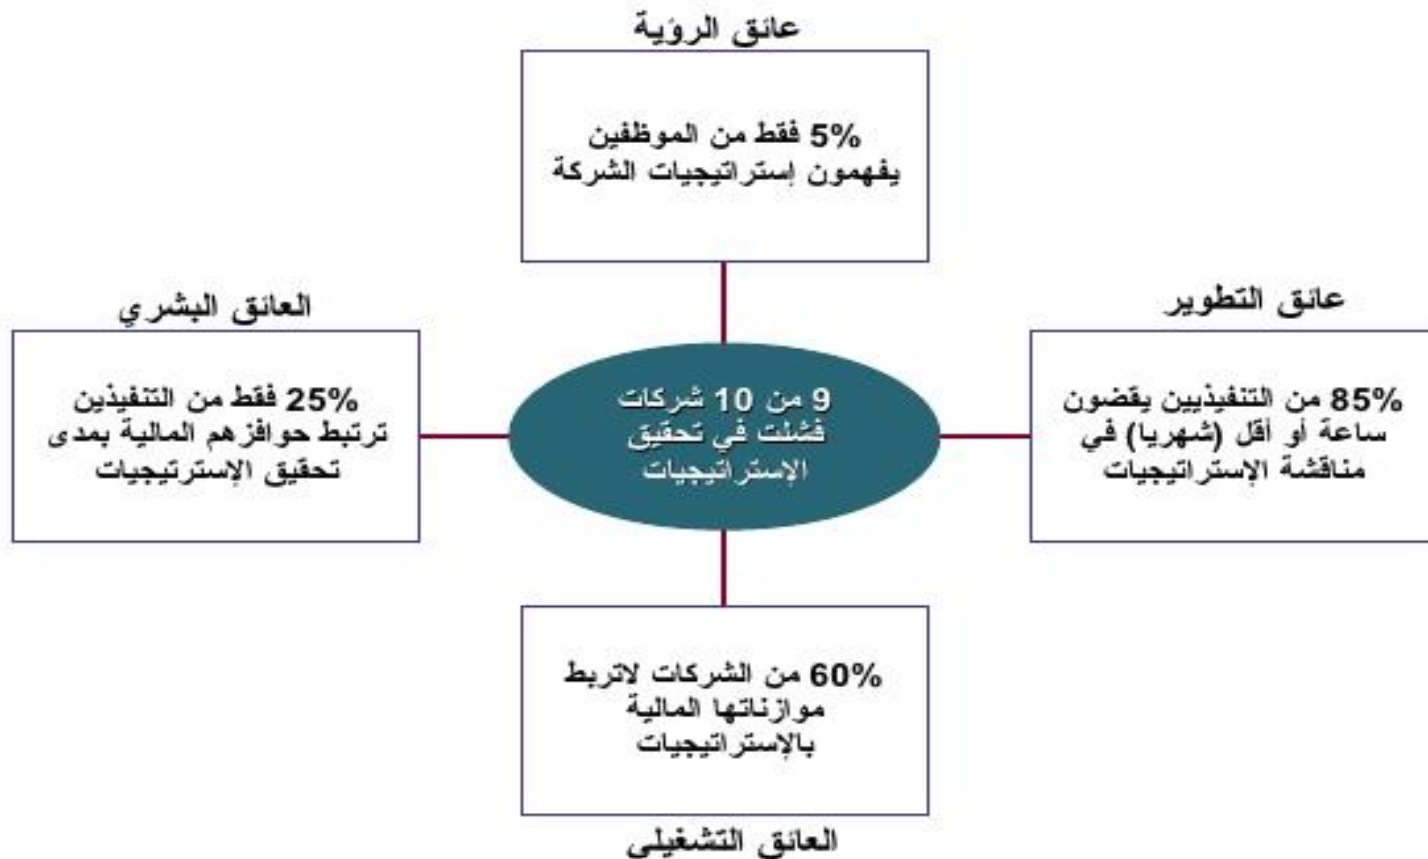 عائق الرؤية
5% فقط من الموظفين
يفهمون إستراتيجيات الشركة
عائق التطوير
85% من التنفيذيين يقضون
ساعة أو أقل (شهريا) في
مناقشة الإستراتيجيات
9 من 10 شركات
فشلت في تحقيق
الإستراتيجيات
العائق البشري
25% فقط من التنفيذين
ترتبط حوافزهم المالية بمدى
تحقيق الإسترتيجيات
60% من الشركات لاتربط
موازناتها المالية
بالإستراتيجيات
العائق التشغيلي